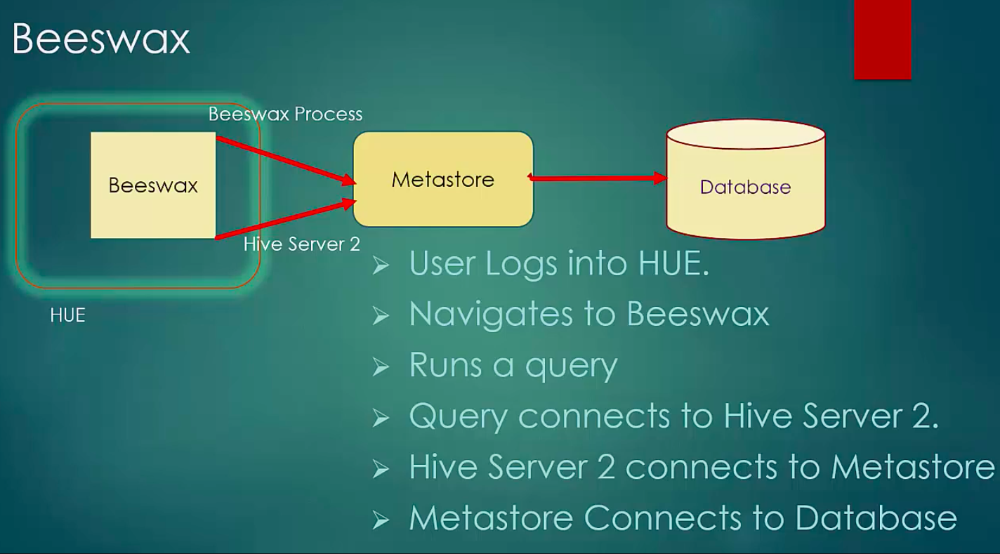 Beeswax
Beeswax Process
Beeswax
Metastore
Database
Hive Server 2
HUE
➢ User Logs into HUE.
➢ Navigates to Beeswax
➢ Runs a query
➢ Query connects to Hive Server 2.
➢ Hive Server 2 connects to Metastore
➢ Metastore Connects to Database